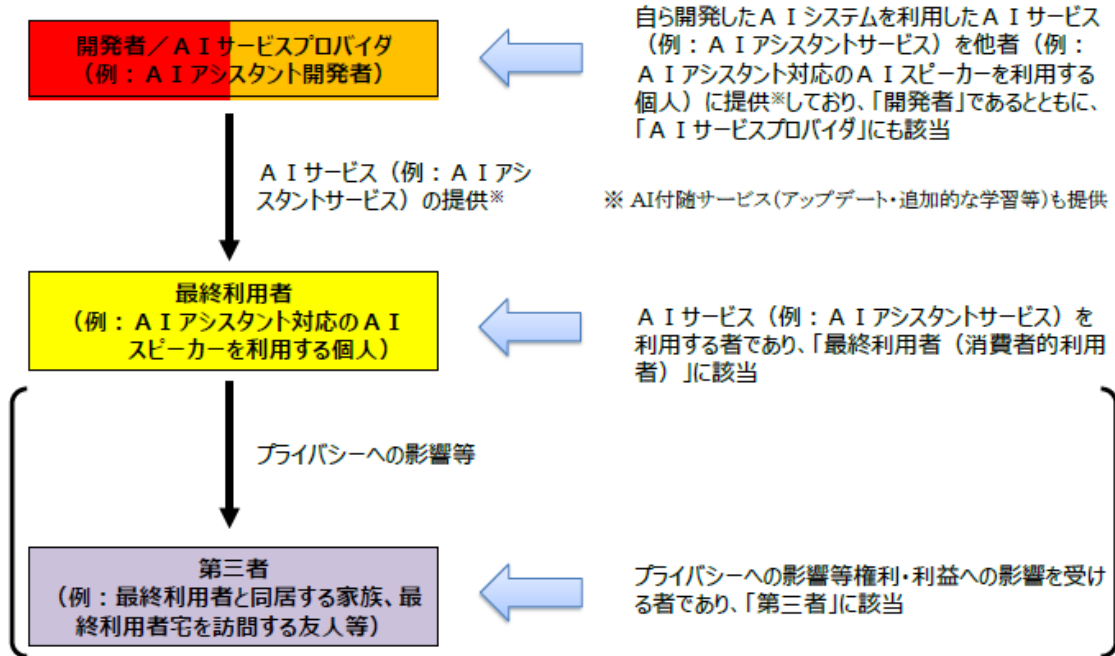 開発者/AIサービスプロバイダ
(例:AIアシスタント開発者)
自ら開発したAIシステムを利用したAIサービス
(例:AIアシスタントサービス)を他者(例:
AIアシスタント対応のAIスピーカーを利用する
個人)に提供※しており、「開発者」であるとともに、
「AIサービスプロバイダ」にも該当
AIサービス(例:AIアシ
スタントサービス)の提供※
※ AI付随サービス(アップデート・追加的な学習等)も提供
最終利用者
(例:AIアシスタント対応のAI
スピーカーを利用する個人)
AIサービス(例:AIアシスタントサービス)を
利用する者であり、「最終利用者(消費者的利用
者)」に該当
プライバシーへの影響等
第三者
(例:最終利用者と同居する家族、最
終利用者宅を訪問する友人等)
プライバシーへの影響等権利・利益への影響を受け
る者であり、「第三者」に該当